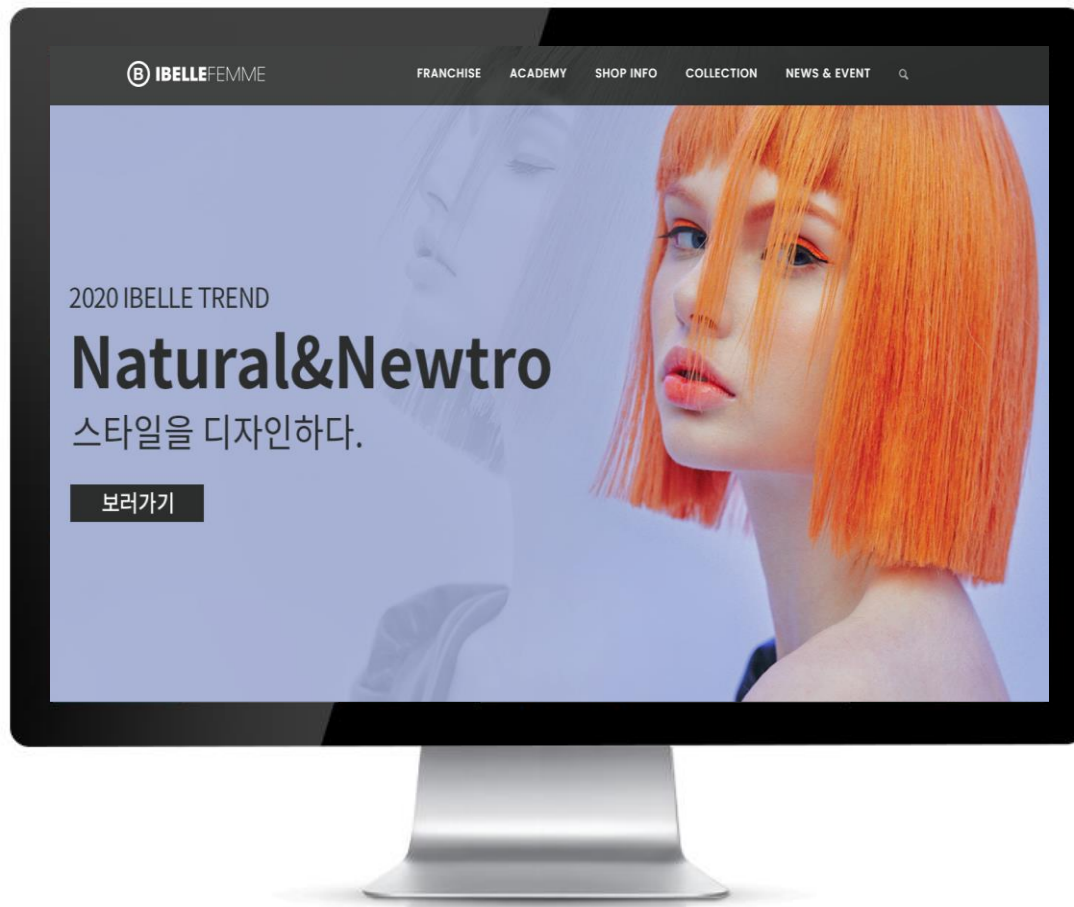 B IBELLEFEMME
FRANCHISE ACADEMY SHOP INFO COLLECTION NEWS & EVENT
2020 IBELLE TREND
Natural&Newtro
스타일을 디자인하다.
보러가기